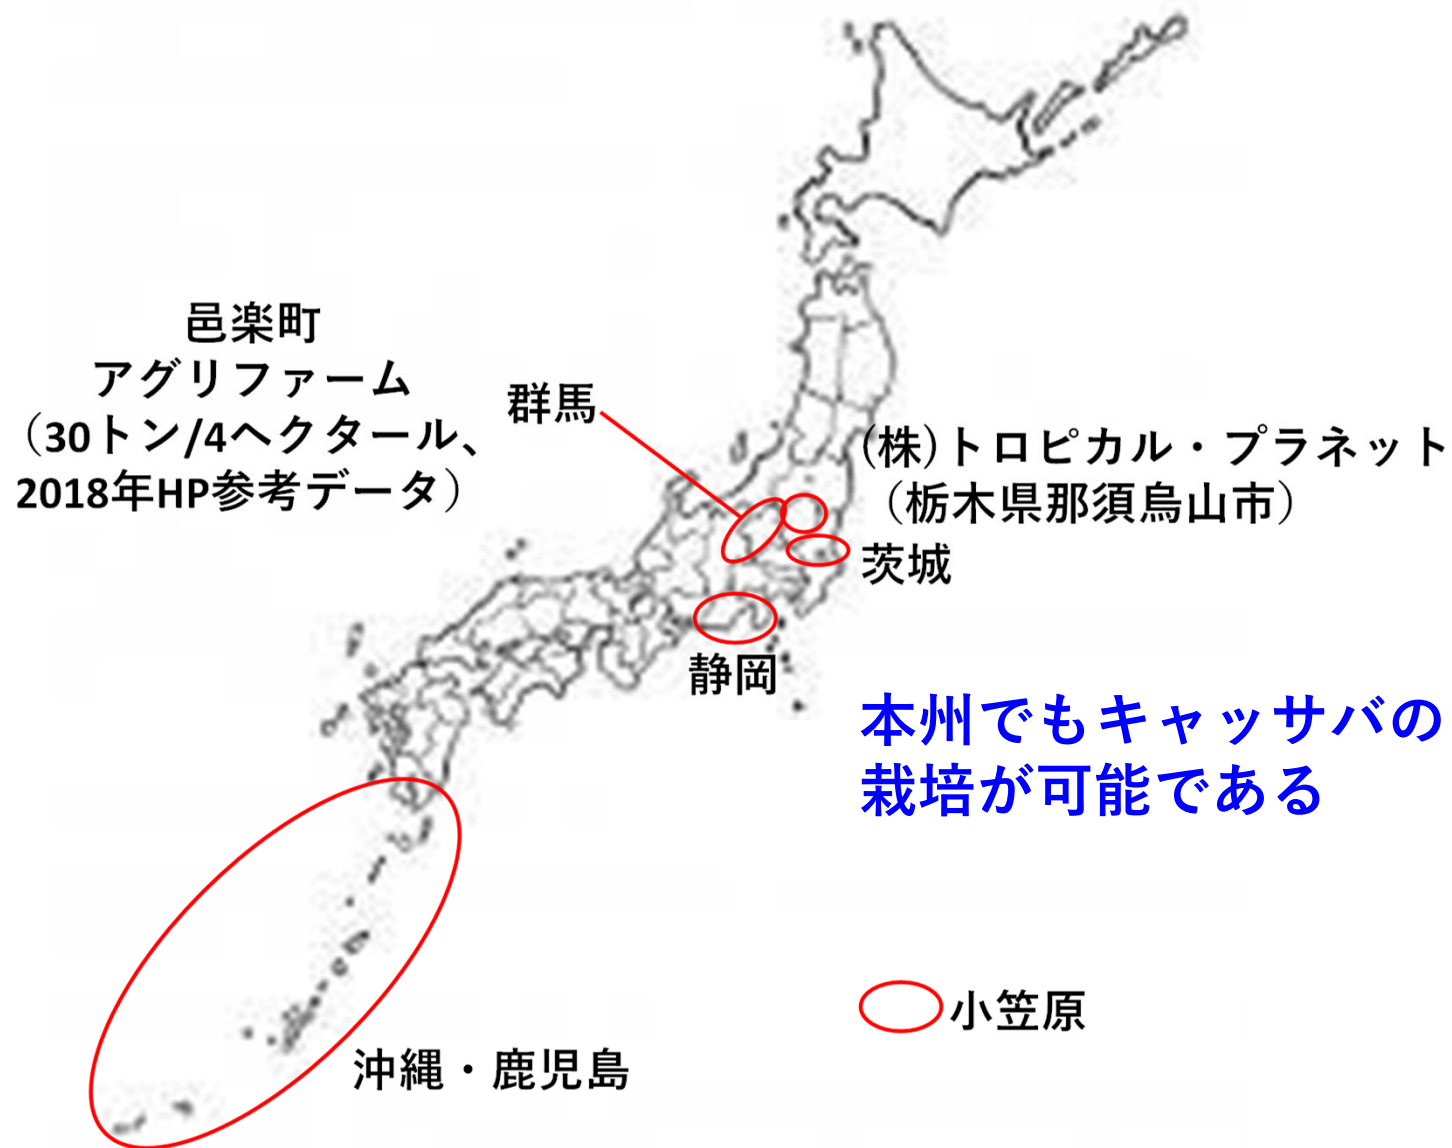 邑楽町
アグリファーム
（30トン/4ヘクタール、
2018年HP参考データ）
群馬
(株)トロピカル・プラネット
（栃木県那須烏山市）
茨城
静岡
本州でもキャッサバの
栽培が可能である
小笠原
沖縄・鹿児島